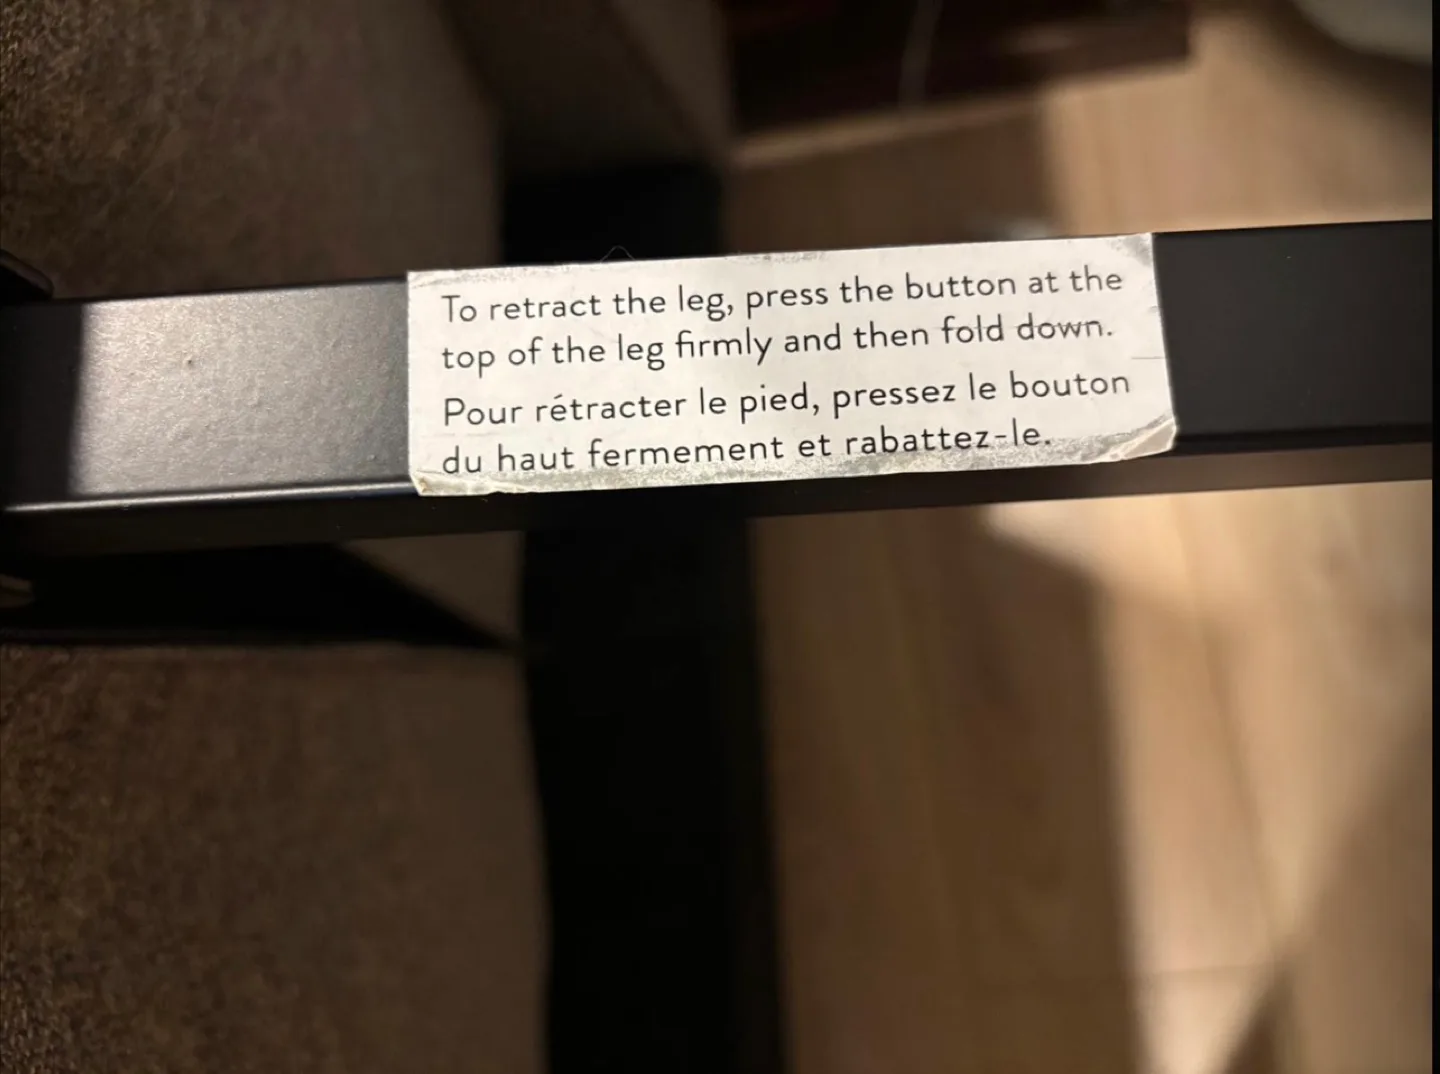 To retract the leg, press the button at the
top of the leg firmly and then fold down.
Pour rétracter le pied, pressez le bouton
du haut fermement et rabattez-le.